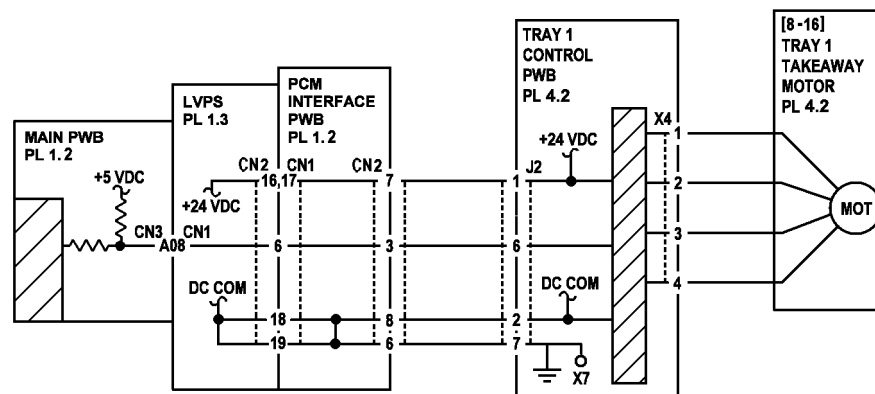 MAIN PWB
PL 1.2
LVPS
PL 1.3
PCM
INTERFACE
PWB
PL 1.2
TRAY 1
CONTROL
PWB
PL 4.2
[8-16]
TRAY 1
TAKEAWAY
MOTOR
PL 4.2
+5 VDC
CN3 A08 CN1
+24 VDC
CN2 16,17 CN1
CN2 7
1 J2
+24 VDC
X4
1
2
3
4
MOT
6 3 6
DC COM
18 8 2
DC COM
19 6 7
X7